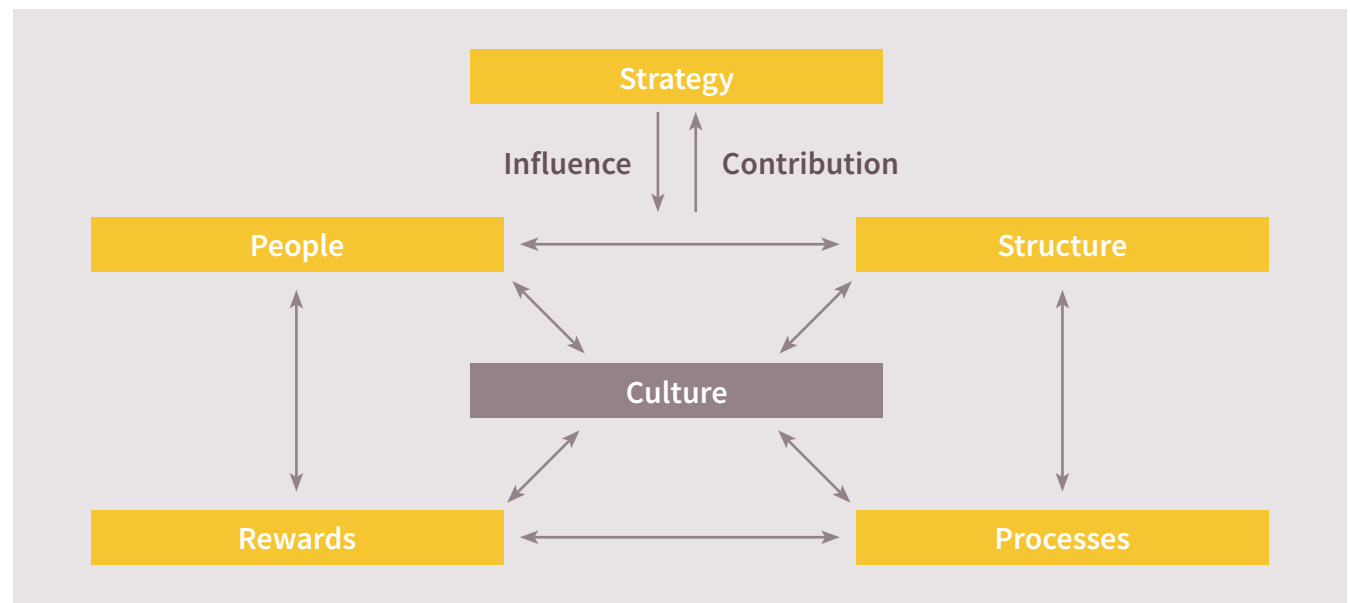 Strategy
Influence
Contribution
People
Structure
Culture
Rewards
Processes